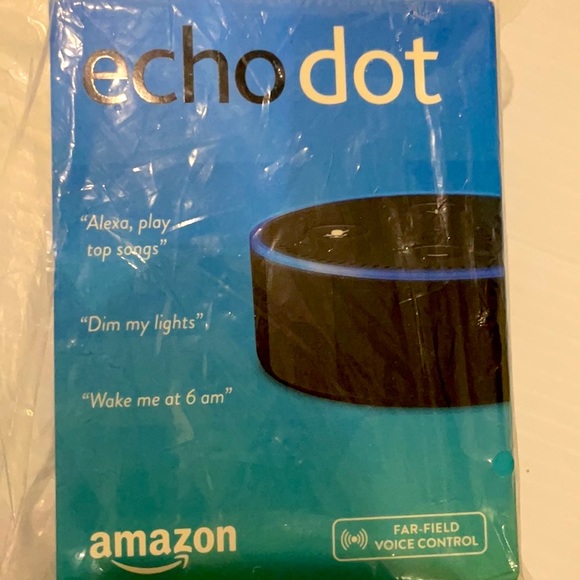 echo dot
“Alexa, play
top songs”
“Dim my lights”
“Wake me at 6 am”
amazon
FAR-FIELD
VOICE CONTROL